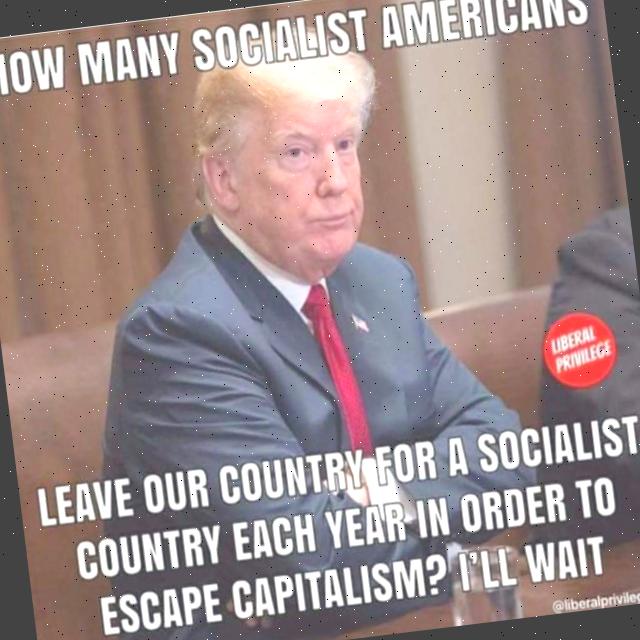 HOW MANY SOCIALIST AMERICANS
LIBERAL
PRIVILEGE
LEAVE OUR COUNTRY FOR A SOCIALIST
COUNTRY EACH YEAR IN ORDER TO
ESCAPE CAPITALISM? I'LL WAIT
@liberalprivileg